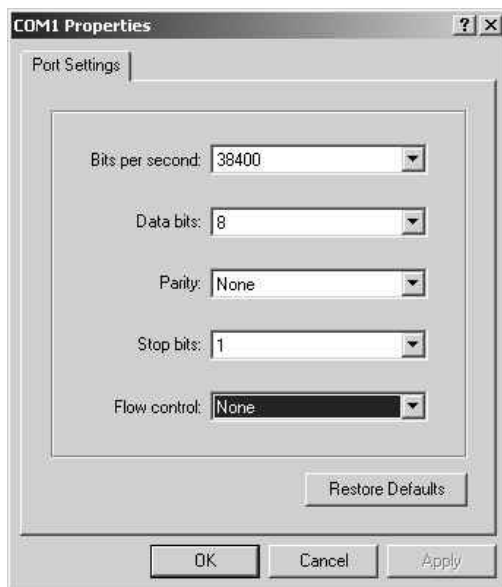 COM1 Properties
Port Settings
Bits per second: 38400
Data bits: 8
Parity: None
Stop bits: 1
Flow control: None
Restore Defaults
OK Cancel Apply